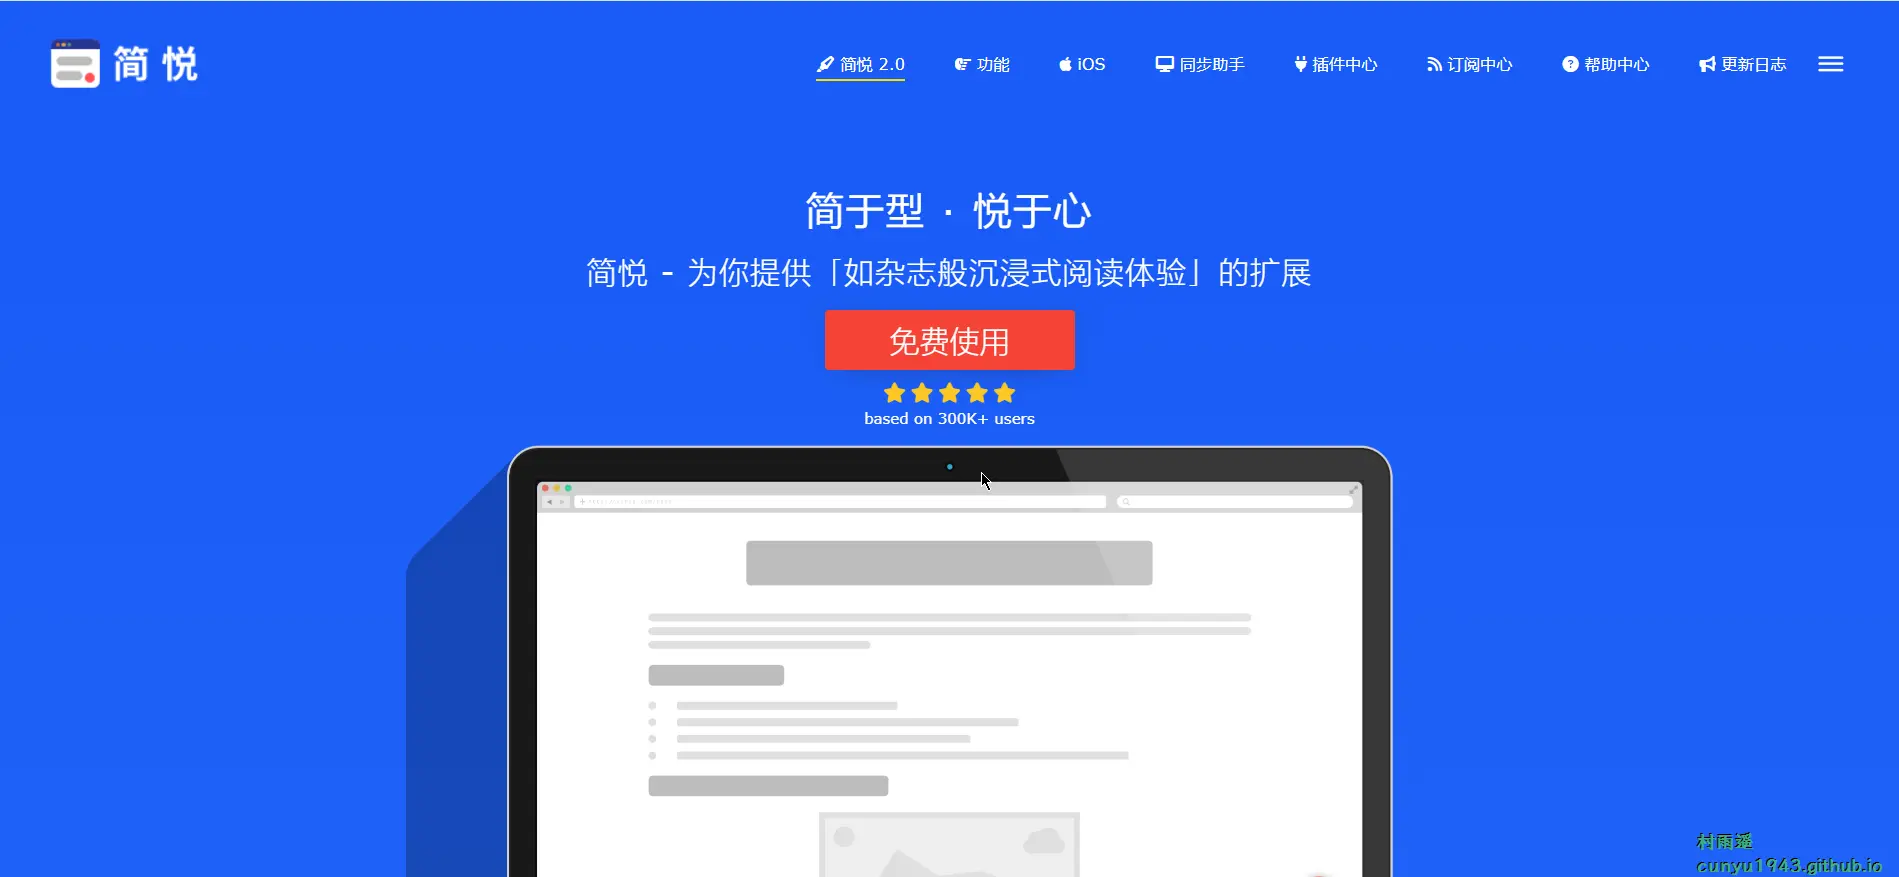 简 悦
简悦 2.0
功能
iOS
同步助手
插件中心
订阅中心
帮助中心
更新日志
简于型 · 悦于心
简悦 - 为你提供「如杂志般沉浸式阅读体验」的扩展
免费使用
based on 300K+ users
村雨遥
cunyu1943.github.io